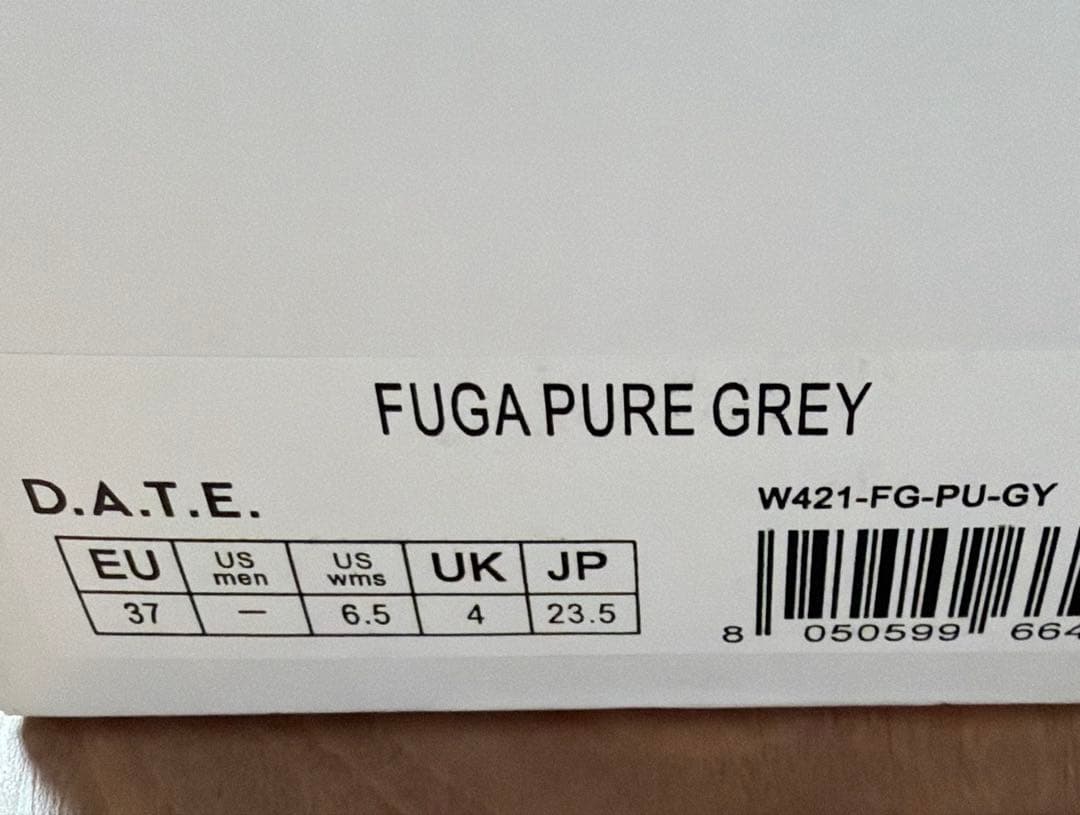 FUGA PURE GREY
D.A.T.E.
W421-FG-PU-GY
EU US men US wms UK JP
37 — 6.5 4 23.5
8 050599 664